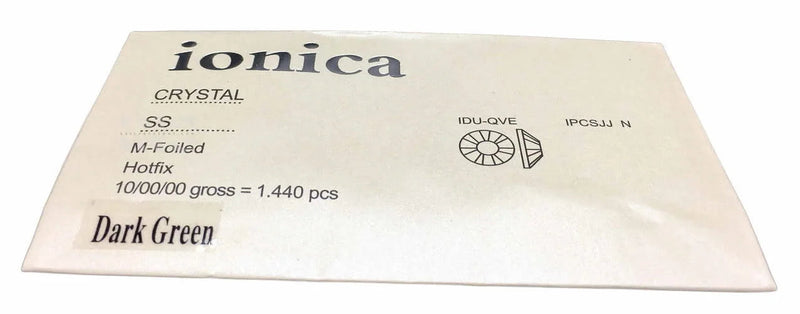 ionica
CRYSTAL
SS
IDU-QVE
IPCSJJ N
M-Foiled
Hotfix
10/00/00 gross = 1.440 pcs
Dark Green